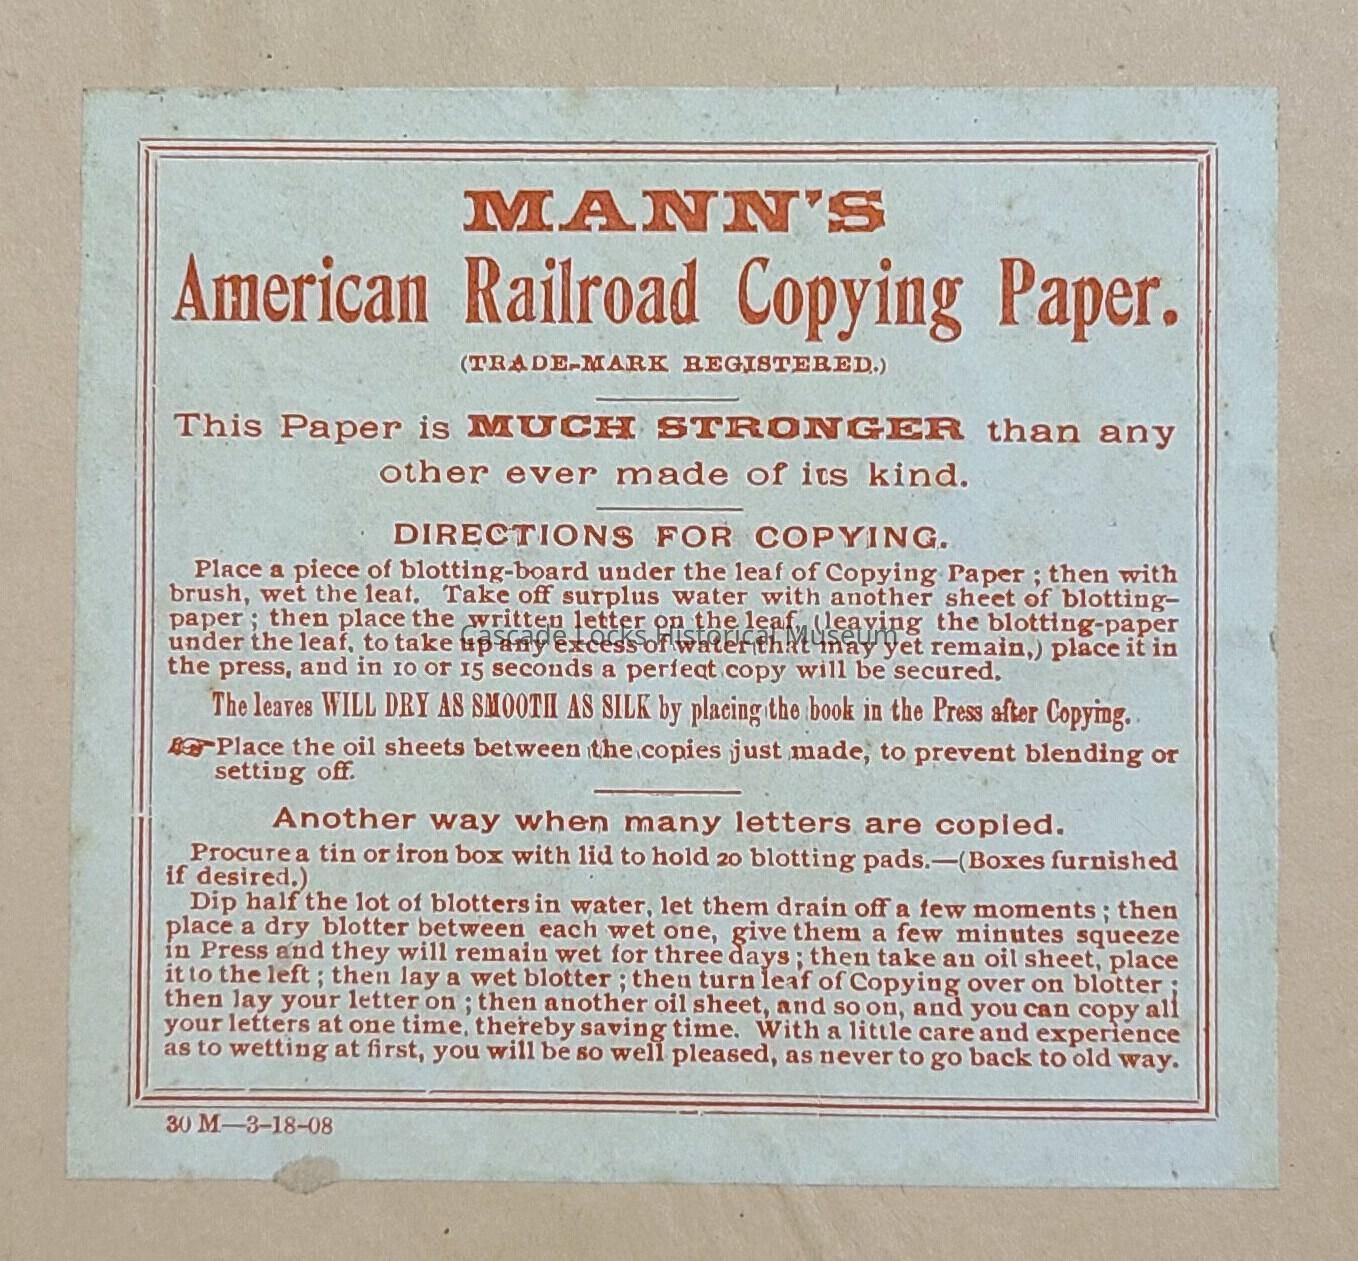 MANN'S
American Railroad Copying Paper.
(TRADE-MARK REGISTERED.)
This Paper is MUCH STRONGER than any
other ever made of its kind.
DIRECTIONS FOR COPYING.
Place a piece of blotting-board under the leaf of Copying Paper ; then with
brush, wet the leaf. Take off surplus water with another sheet of blotting-
paper ; then place the written letter on the leaf, (leaving the blotting-paper
Cascade Locks Historical Museum
under the leaf, to take up any excess of water that may yet remain,) place it in
the press, and in 10 or 15 seconds a perfect copy will be secured.
The leaves WILL DRY AS SMOOTH AS SILK by placing the book in the Press after Copying.
☞Place the oil sheets between the copies just made, to prevent blending or
setting off.
Another way when many letters are copied.
Procure a tin or iron box with lid to hold 20 blotting pads.—(Boxes furnished
if desired.)
Dip half the lot of blotters in water, let them drain off a few moments ; then
place a dry blotter between each wet one, give them a few minutes squeeze
in Press and they will remain wet for three days ; then take an oil sheet, place
it to the left ; then lay a wet blotter ; then turn leaf of Copying over on blotter ;
then lay your letter on ; then another oil sheet, and so on, and you can copy all
your letters at one time, thereby saving time. With a little care and experience
as to wetting at first, you will be so well pleased, as never to go back to old way.
30 M—3-18-08